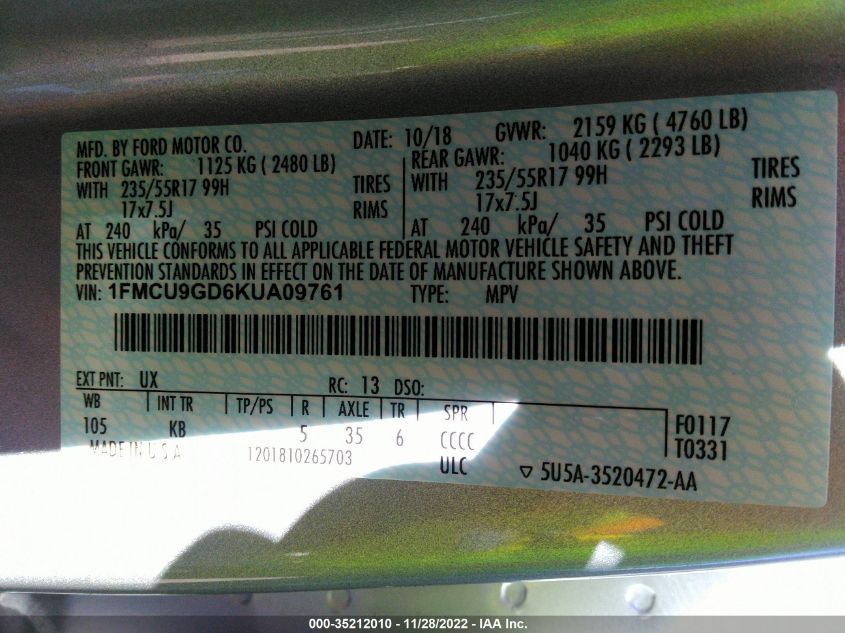 MFD. BY FORD MOTOR CO. DATE: 10/18 GVWR: 2159 KG ( 4760 LB)
FRONT GAWR: 1125 KG ( 2480 LB) REAR GAWR: 1040 KG ( 2293 LB)
WITH 235/55R17 99H TIRES WITH 235/55R17 99H TIRES
17x7.5J RIMS 17x7.5J RIMS
AT 240 kPa/ 35 PSI COLD AT 240 kPa/ 35 PSI COLD
THIS VEHICLE CONFORMS TO ALL APPLICABLE FEDERAL MOTOR VEHICLE SAFETY AND THEFT
PREVENTION STANDARDS IN EFFECT ON THE DATE OF MANUFACTURE SHOWN ABOVE.
VIN: 1FMCU9GD6KUA09761 TYPE: MPV
EXT PNT: UX RC: 13 DSO:
WB INT TR TP/PS R AXLE TR SPR
105 KB 5 35 6 CCCC F0117
MADE IN U S A 1201810265703 ULC T0331
▽ 5U5A-3520472-AA
000-35212010 - 11/28/2022 - IAA Inc.